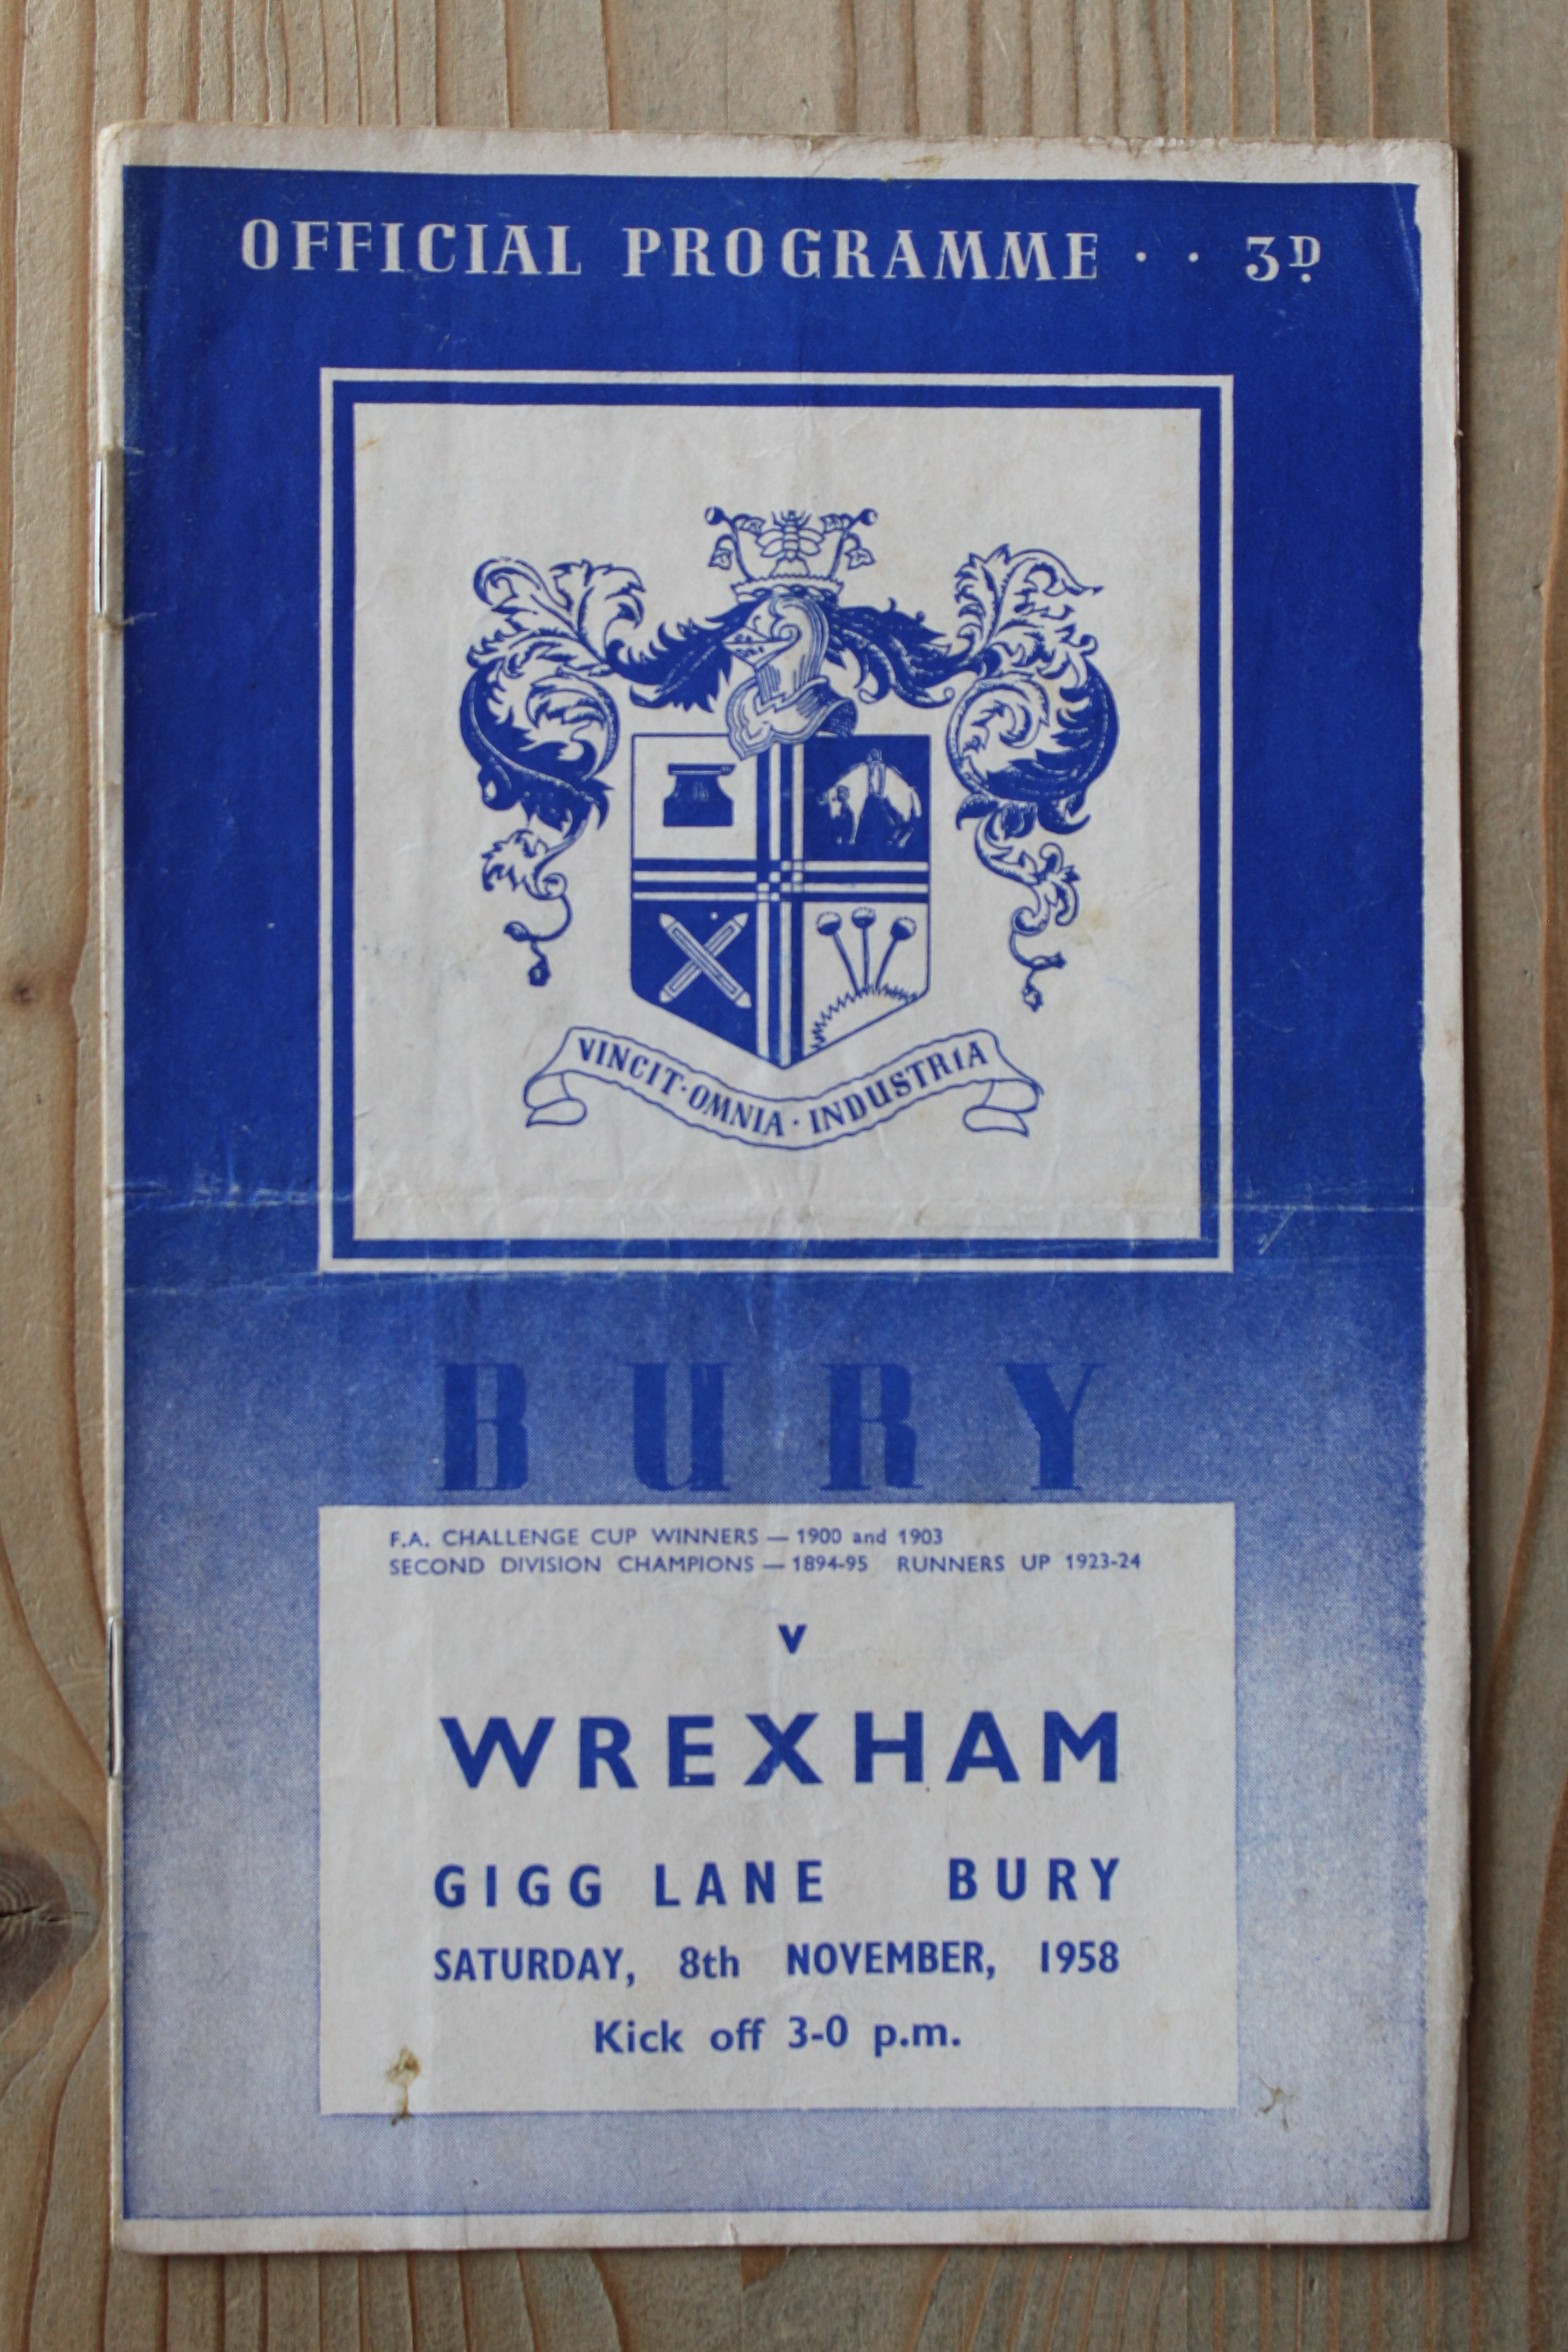 OFFICIAL PROGRAMME · · 3D.
VINCIT · OMNIA · INDUSTRIA
BURY
F.A. CHALLENGE CUP WINNERS — 1900 and 1903
SECOND DIVISION CHAMPIONS — 1894-95 RUNNERS UP 1923-24
v
WREXHAM
GIGG LANE BURY
SATURDAY, 8th NOVEMBER, 1958
Kick off 3-0 p.m.